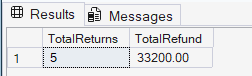 Results Messages
TotalReturns TotalRefund
1 5 33200.00